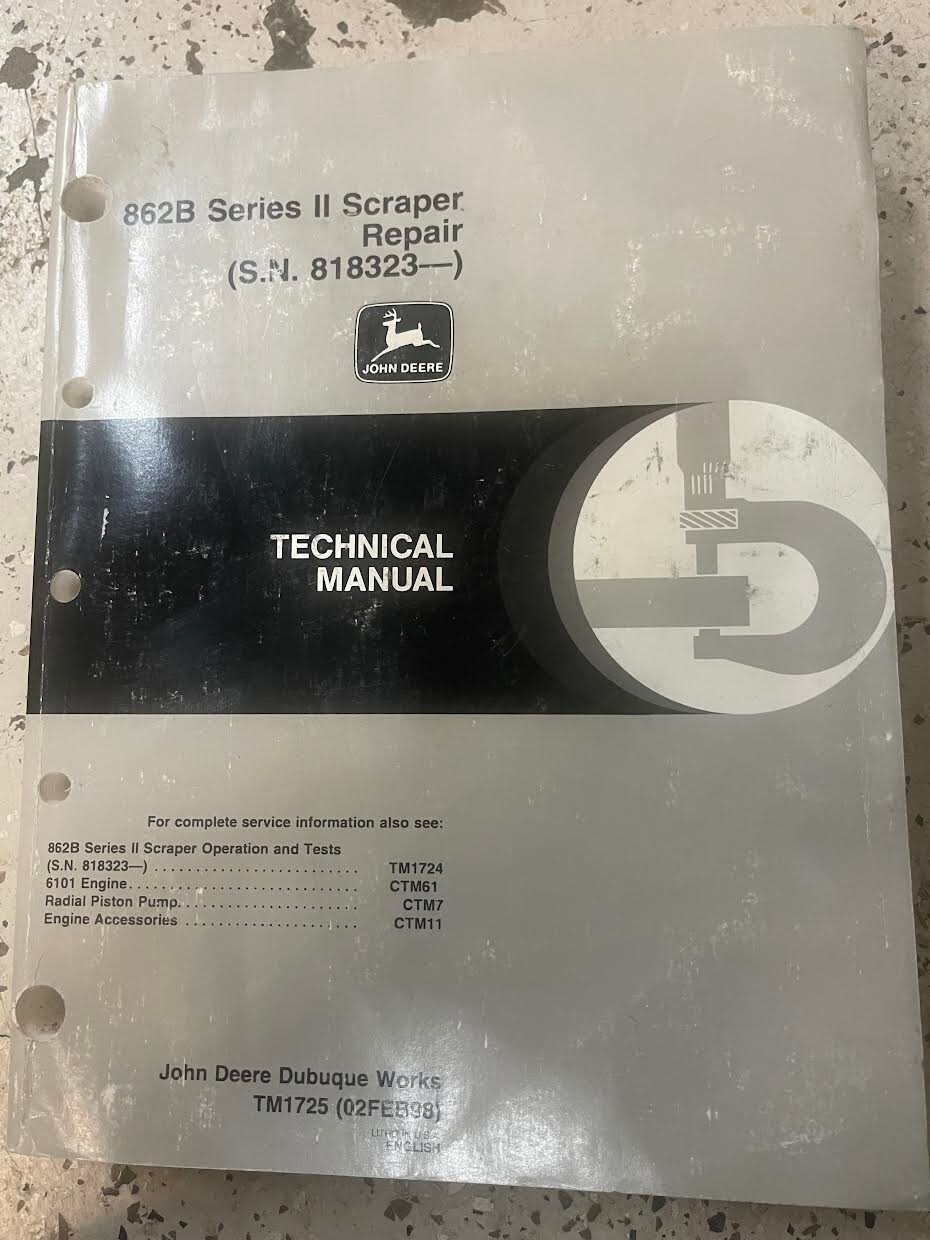 862B Series II Scraper
Repair
(S.N. 818323—)
JOHN DEERE
TECHNICAL
MANUAL
For complete service information also see:
862B Series II Scraper Operation and Tests
(S.N. 818323—) . . . . . . . . . . . . . . . . . . . . . . . . . TM1724
6101 Engine. . . . . . . . . . . . . . . . . . . . . . . . . . . . CTM61
Radial Piston Pump. . . . . . . . . . . . . . . . . . . . . . CTM7
Engine Accessories . . . . . . . . . . . . . . . . . . . . . CTM11
John Deere Dubuque Works
TM1725 (02FEB98)
LITHO IN U.S.
ENGLISH